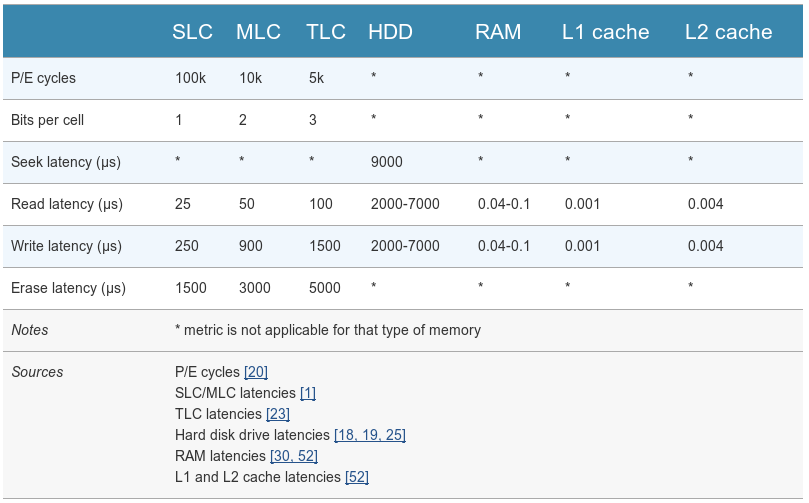 SLC MLC TLC HDD RAM L1 cache L2 cache
P/E cycles 100k 10k 5k * * * *
Bits per cell 1 2 3 * * * *
Seek latency (μs) * * * 9000 * * *
Read latency (μs) 25 50 100 2000-7000 0.04-0.1 0.001 0.004
Write latency (μs) 250 900 1500 2000-7000 0.04-0.1 0.001 0.004
Erase latency (μs) 1500 3000 5000 * * * *
Notes * metric is not applicable for that type of memory
Sources P/E cycles [20]
SLC/MLC latencies [1]
TLC latencies [23]
Hard disk drive latencies [18, 19, 25]
RAM latencies [30, 52]
L1 and L2 cache latencies [52]